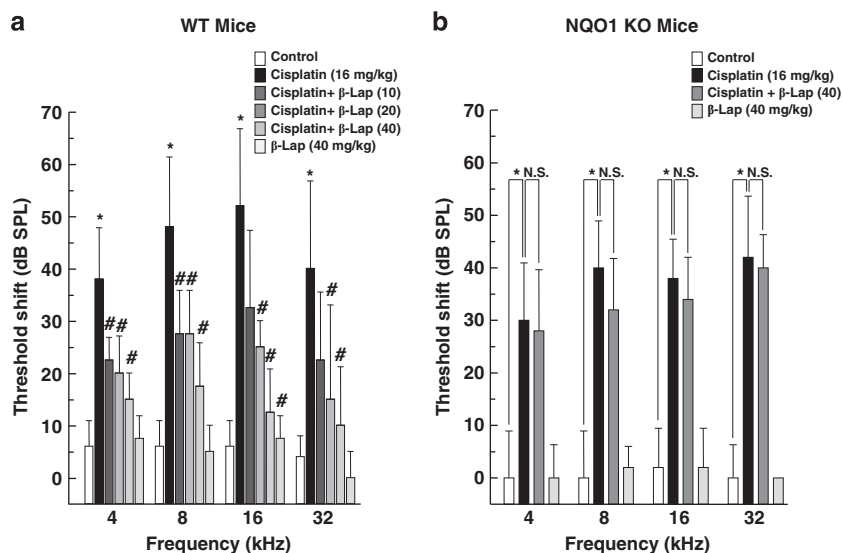 a
WT Mice
Control
Cisplatin (16 mg/kg)
Cisplatin+ β-Lap (10)
Cisplatin+ β-Lap (20)
Cisplatin+ β-Lap (40)
β-Lap (40 mg/kg)
Threshold shift (dB SPL)
70
60
50
40
30
20
10
0
* * * *
# # # # # # # # # # #
4 8 16 32
Frequency (kHz)
b
NQO1 KO Mice
Control
Cisplatin (16 mg/kg)
Cisplatin + β-Lap (40)
β-Lap (40 mg/kg)
Threshold shift (dB SPL)
70
60
50
40
30
20
10
0
* N.S. * N.S. * N.S. * N.S.
4 8 16 32
Frequency (kHz)